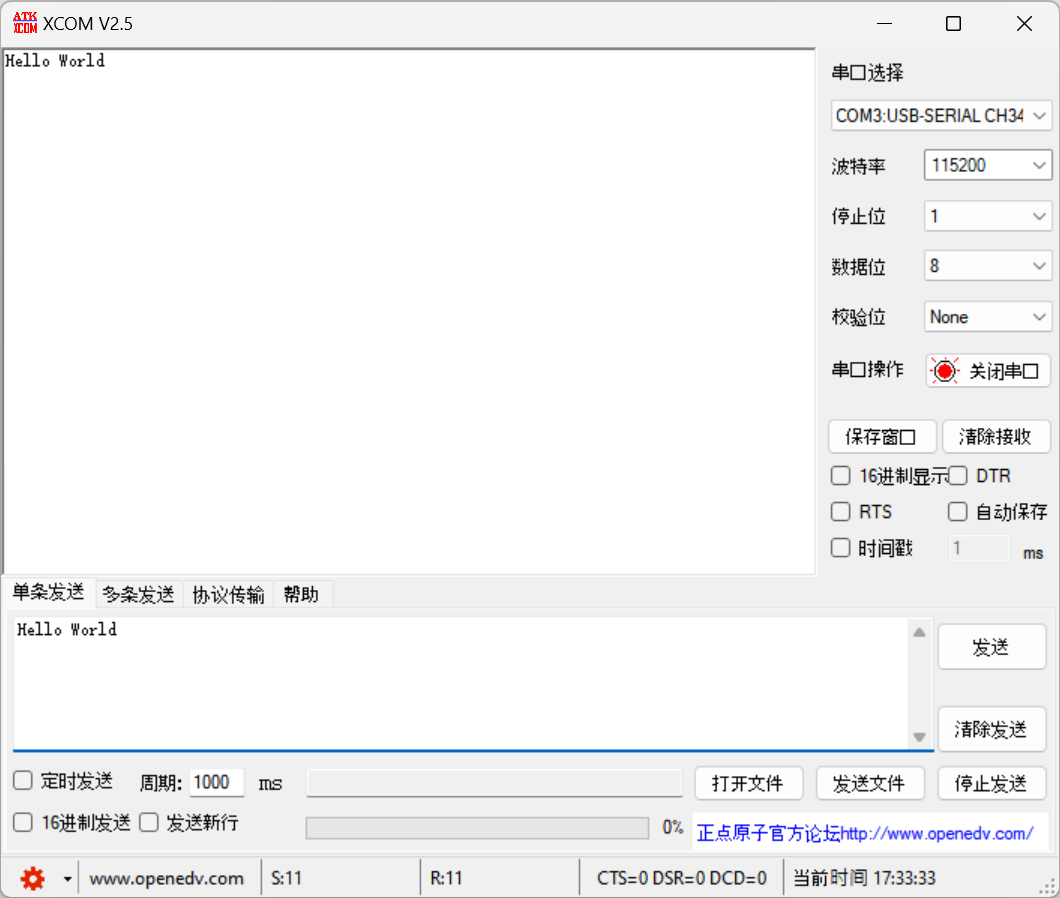 ATK
XCOM XCOM V2.5
Hello World
串口选择
COM3:USB-SERIAL CH34
波特率 115200
停止位 1
数据位 8
校验位 None
串口操作 关闭串口
保存窗口 清除接收
16进制显示 DTR
RTS 自动保存
时间戳 1 ms
单条发送 多条发送 协议传输 帮助
Hello World
发送
清除发送
定时发送 周期: 1000 ms 打开文件 发送文件 停止发送
16进制发送 发送新行 0% 正点原子官方论坛http://www.openedv.com/
www.openedv.com S:11 R:11 CTS=0 DSR=0 DCD=0 当前时间 17:33:33